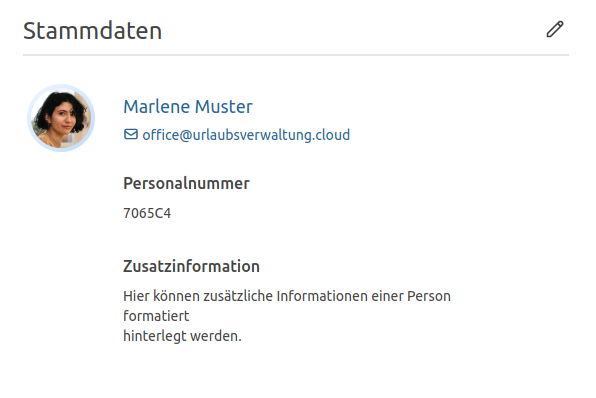 Stammdaten
Marlene Muster
office@urlaubsverwaltung.cloud
Personalnummer
7065C4
Zusatzinformation
Hier können zusätzliche Informationen einer Person
formatiert
hinterlegt werden.